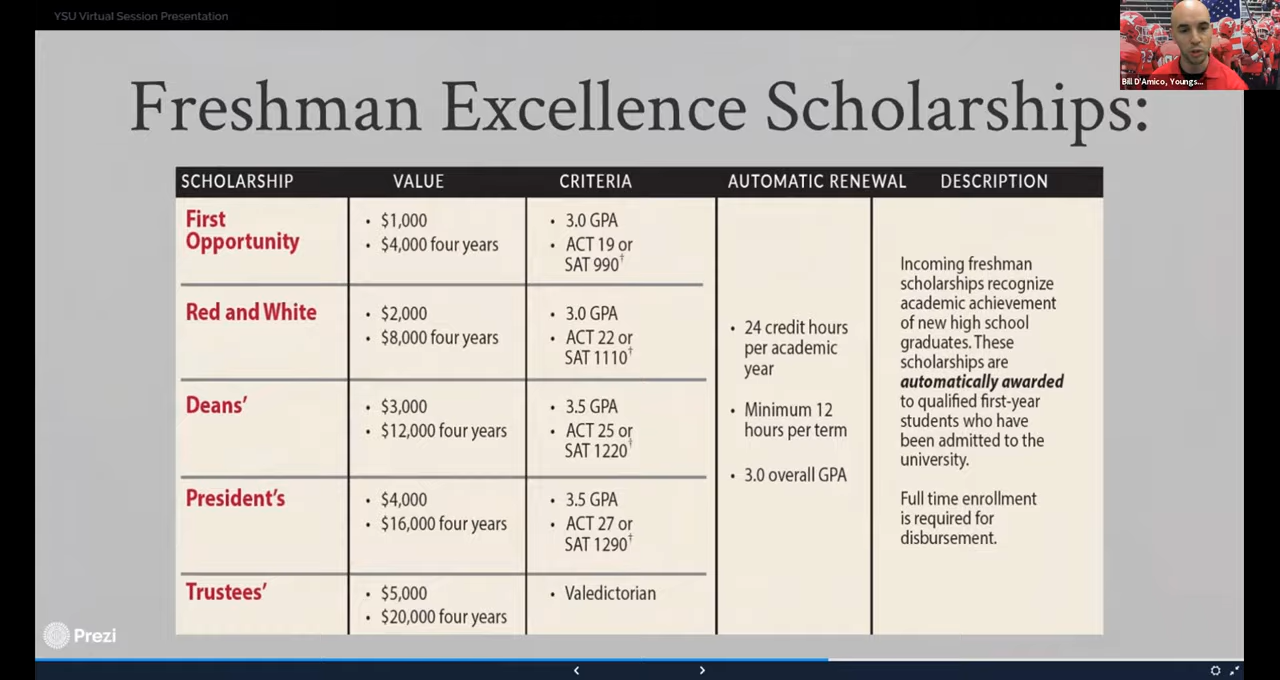 YSU Virtual Session Presentation
Bill D'Amico, Youngs...
Freshman Excellence Scholarships:
SCHOLARSHIP VALUE CRITERIA AUTOMATIC RENEWAL DESCRIPTION
First
Opportunity
• $1,000
• $4,000 four years
• 3.0 GPA
• ACT 19 or
SAT 990†
Red and White
• $2,000
• $8,000 four years
• 3.0 GPA
• ACT 22 or
SAT 1110†
Deans’
• $3,000
• $12,000 four years
• 3.5 GPA
• ACT 25 or
SAT 1220†
President’s
• $4,000
• $16,000 four years
• 3.5 GPA
• ACT 27 or
SAT 1290†
Trustees’
• $5,000
• $20,000 four years
• Valedictorian
• 24 credit hours
per academic
year
• Minimum 12
hours per term
• 3.0 overall GPA
Incoming freshman
scholarships recognize
academic achievement
of new high school
graduates. These
scholarships are
automatically awarded
to qualified first-year
students who have
been admitted to the
university.
Full time enrollment
is required for
disbursement.
Prezi